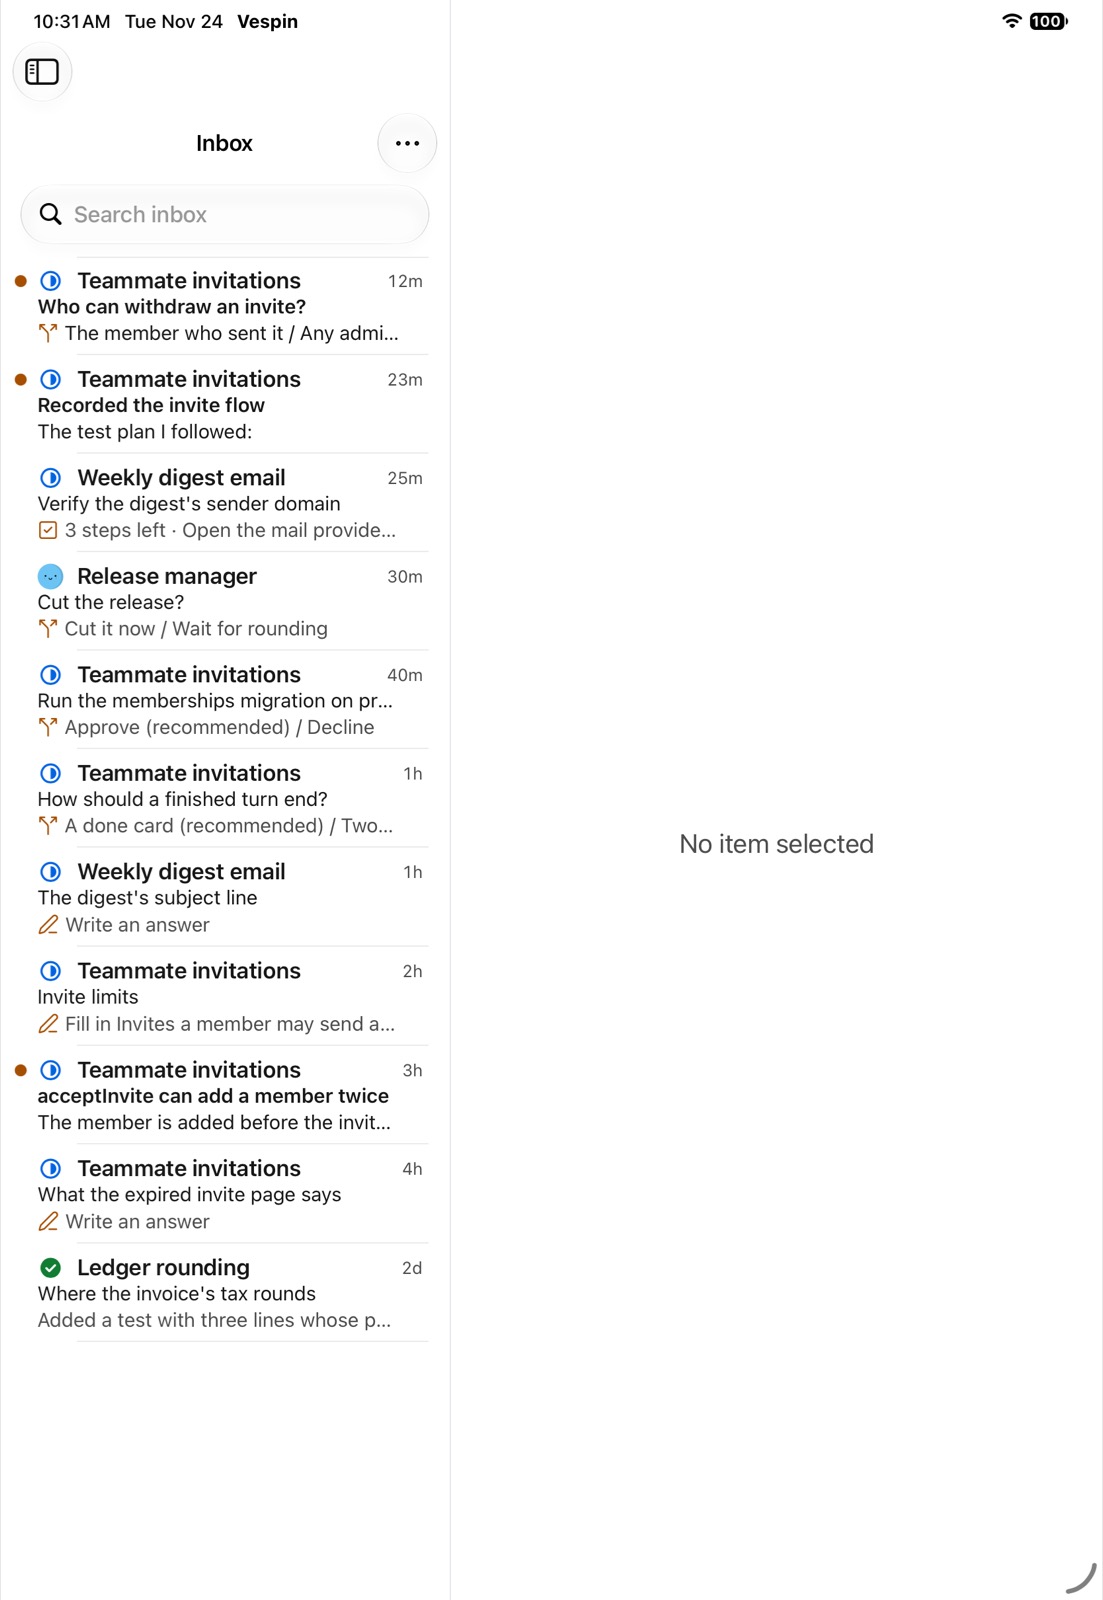 10:31 AM Tue Nov 24 Vespin
100
Inbox
Search inbox
Teammate invitations 12m
Who can withdraw an invite?
The member who sent it / Any admi...
Teammate invitations 23m
Recorded the invite flow
The test plan I followed:
Weekly digest email 25m
Verify the digest's sender domain
3 steps left · Open the mail provide...
Release manager 30m
Cut the release?
Cut it now / Wait for rounding
Teammate invitations 40m
Run the memberships migration on pr...
Approve (recommended) / Decline
Teammate invitations 1h
How should a finished turn end?
A done card (recommended) / Two...
Weekly digest email 1h
The digest's subject line
Write an answer
Teammate invitations 2h
Invite limits
Fill in Invites a member may send a...
Teammate invitations 3h
acceptInvite can add a member twice
The member is added before the invit...
Teammate invitations 4h
What the expired invite page says
Write an answer
Ledger rounding 2d
Where the invoice's tax rounds
Added a test with three lines whose p...
No item selected